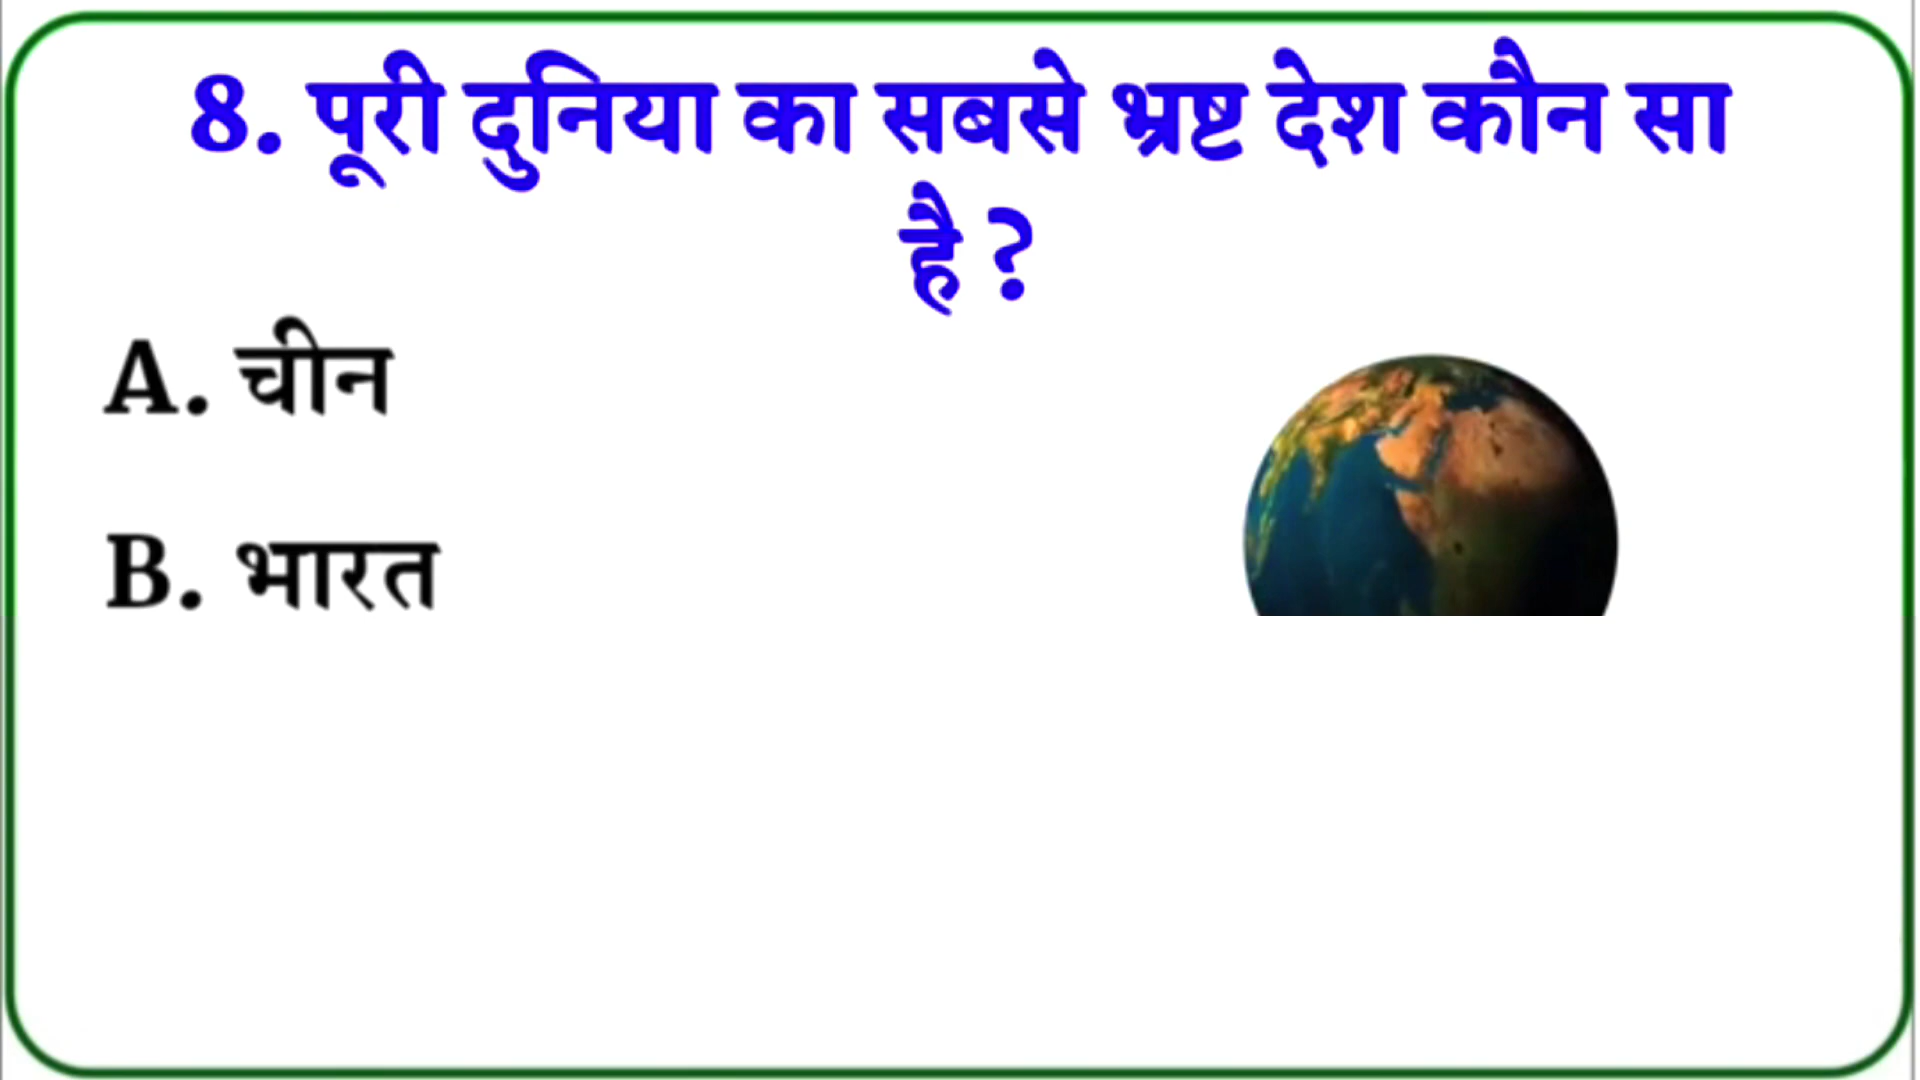 8. पूरी दुनिया का सबसे भ्रष्ट देश कौन सा
है ?
A. चीन
B. भारत